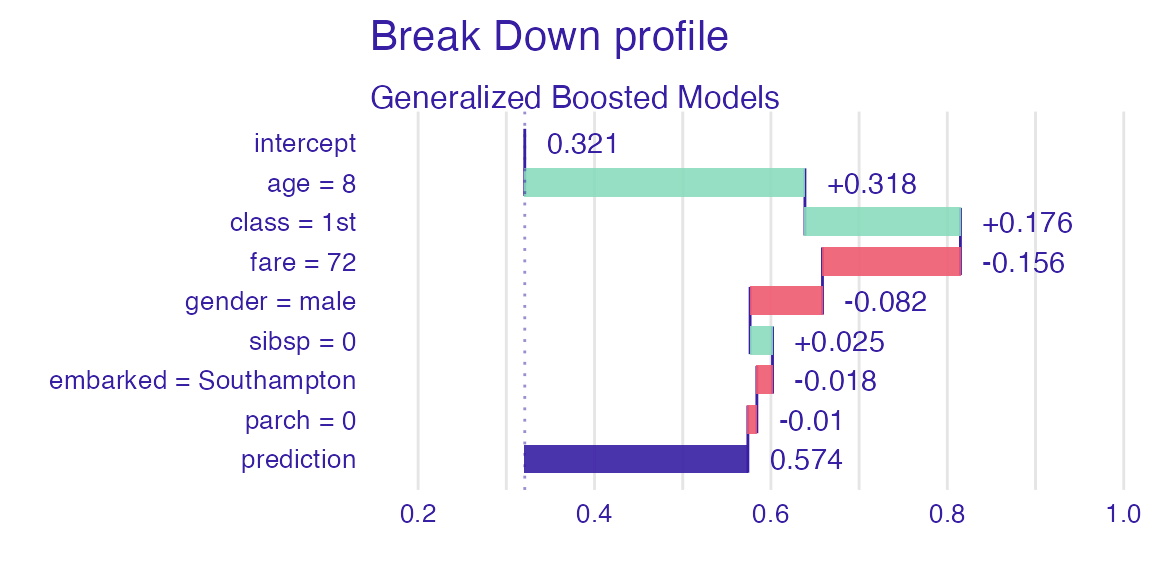 Break Down profile
Generalized Boosted Models
intercept 0.321
age = 8 +0.318
class = 1st +0.176
fare = 72 -0.156
gender = male -0.082
sibsp = 0 +0.025
embarked = Southampton -0.018
parch = 0 -0.01
prediction 0.574
0.2 0.4 0.6 0.8 1.0